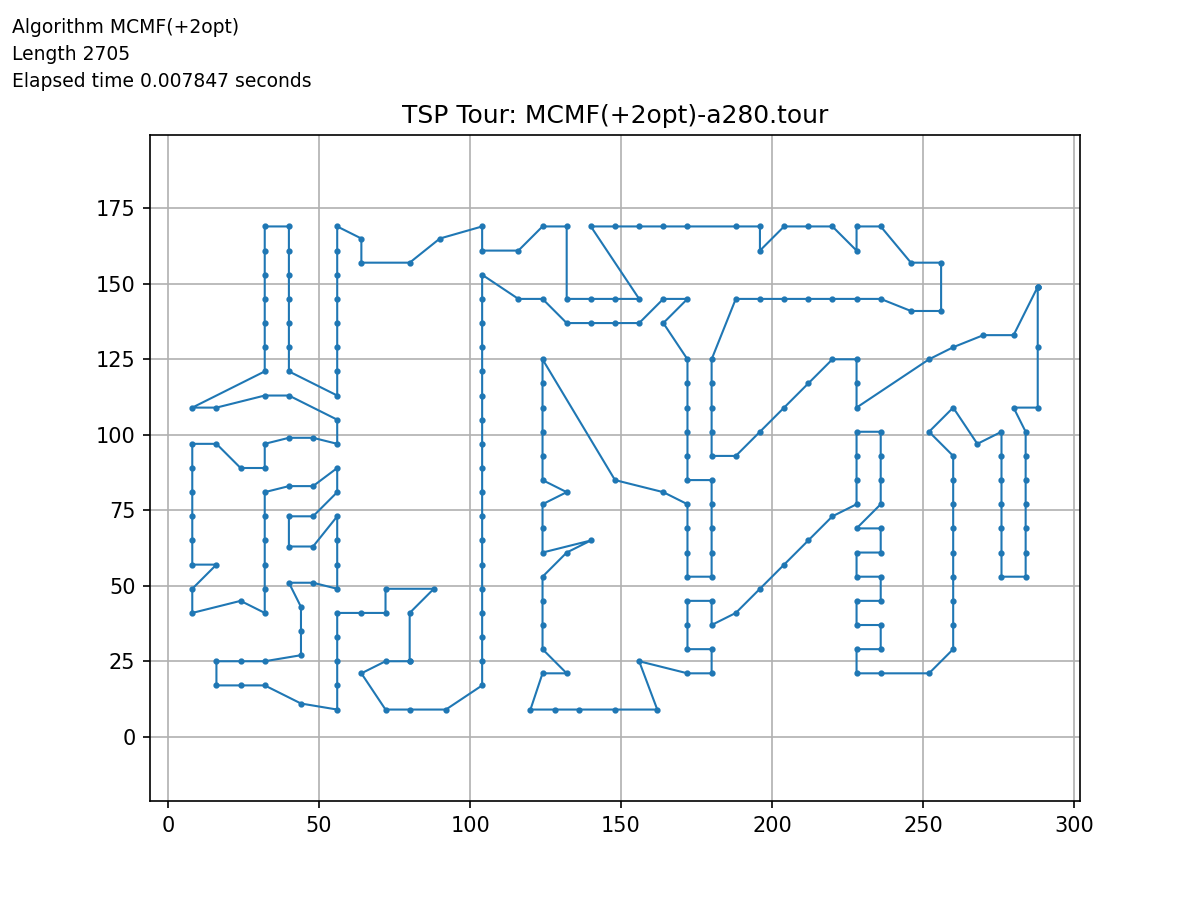 Algorithm MCMF(+2opt)
Length 2705
Elapsed time 0.007847 seconds
TSP Tour: MCMF(+2opt)-a280.tour
175
150
125
100
75
50
25
0
0 50 100 150 200 250 300